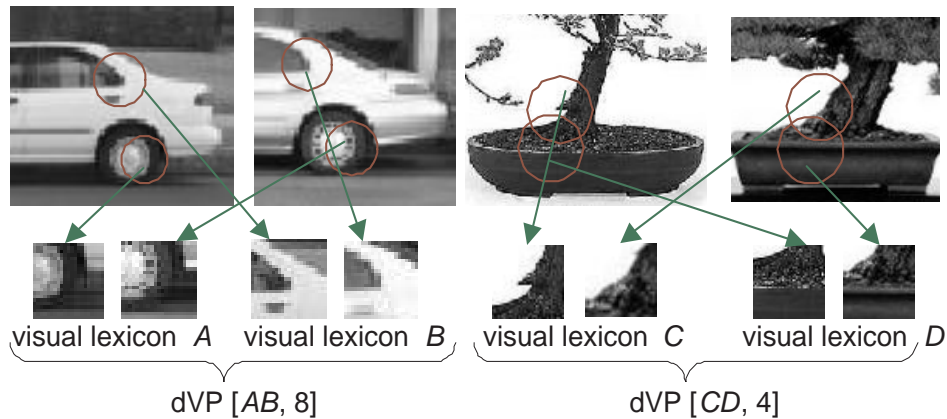 visual lexicon A visual lexicon B visual lexicon C visual lexicon D
dVP [AB, 8] dVP [CD, 4]